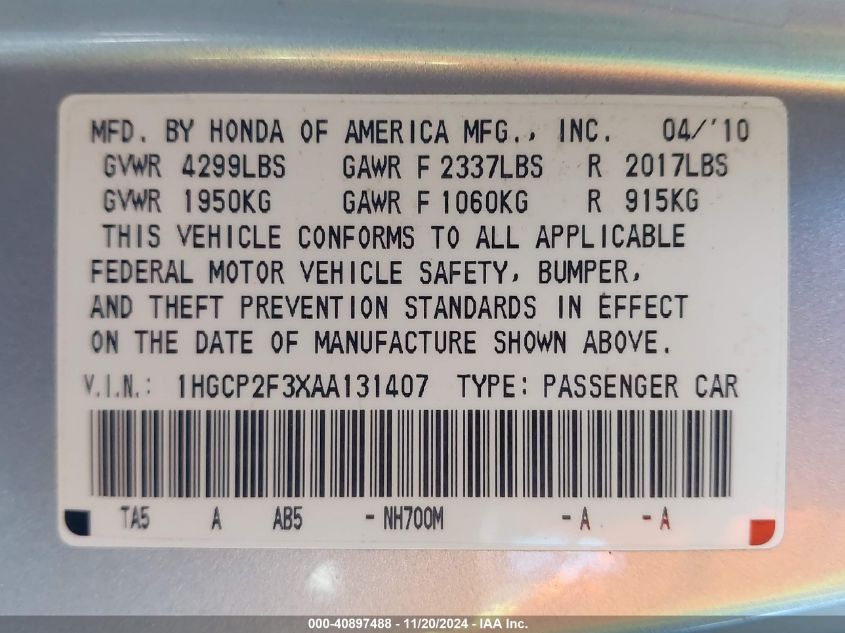 MFD. BY HONDA OF AMERICA MFG., INC. 04/'10
GVWR 4299LBS GAWR F 2337LBS R 2017LBS
GVWR 1950KG GAWR F 1060KG R 915KG
THIS VEHICLE CONFORMS TO ALL APPLICABLE
FEDERAL MOTOR VEHICLE SAFETY, BUMPER,
AND THEFT PREVENTION STANDARDS IN EFFECT
ON THE DATE OF MANUFACTURE SHOWN ABOVE.
V.I.N.: 1HGCP2F3XAA131407 TYPE: PASSENGER CAR
TA5 A AB5 - NH700M - A - A
000-40897488 - 11/20/2024 - IAA Inc.